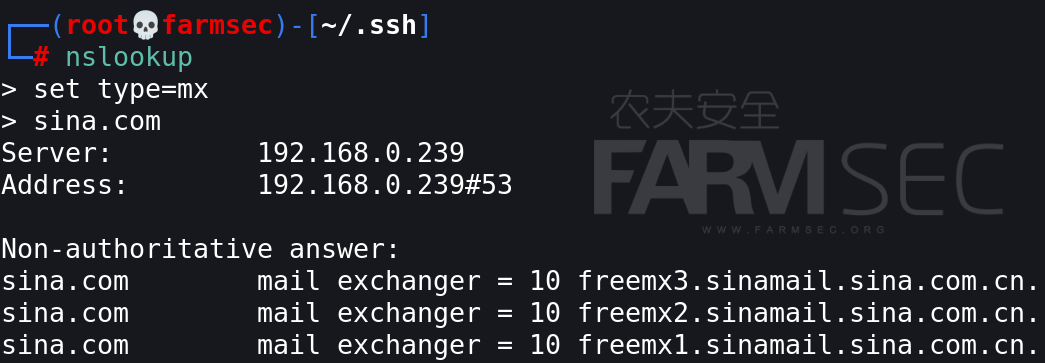 ┌──(root💀farmsec)-[~/.ssh]
└─# nslookup
> set type=mx
> sina.com
Server:         192.168.0.239
Address:        192.168.0.239#53
农夫安全
FARMSEC
WWW.FARMSEC.ORG
Non-authoritative answer:
sina.com        mail exchanger = 10 freemx3.sinamail.sina.com.cn.
sina.com        mail exchanger = 10 freemx2.sinamail.sina.com.cn.
sina.com        mail exchanger = 10 freemx1.sinamail.sina.com.cn.